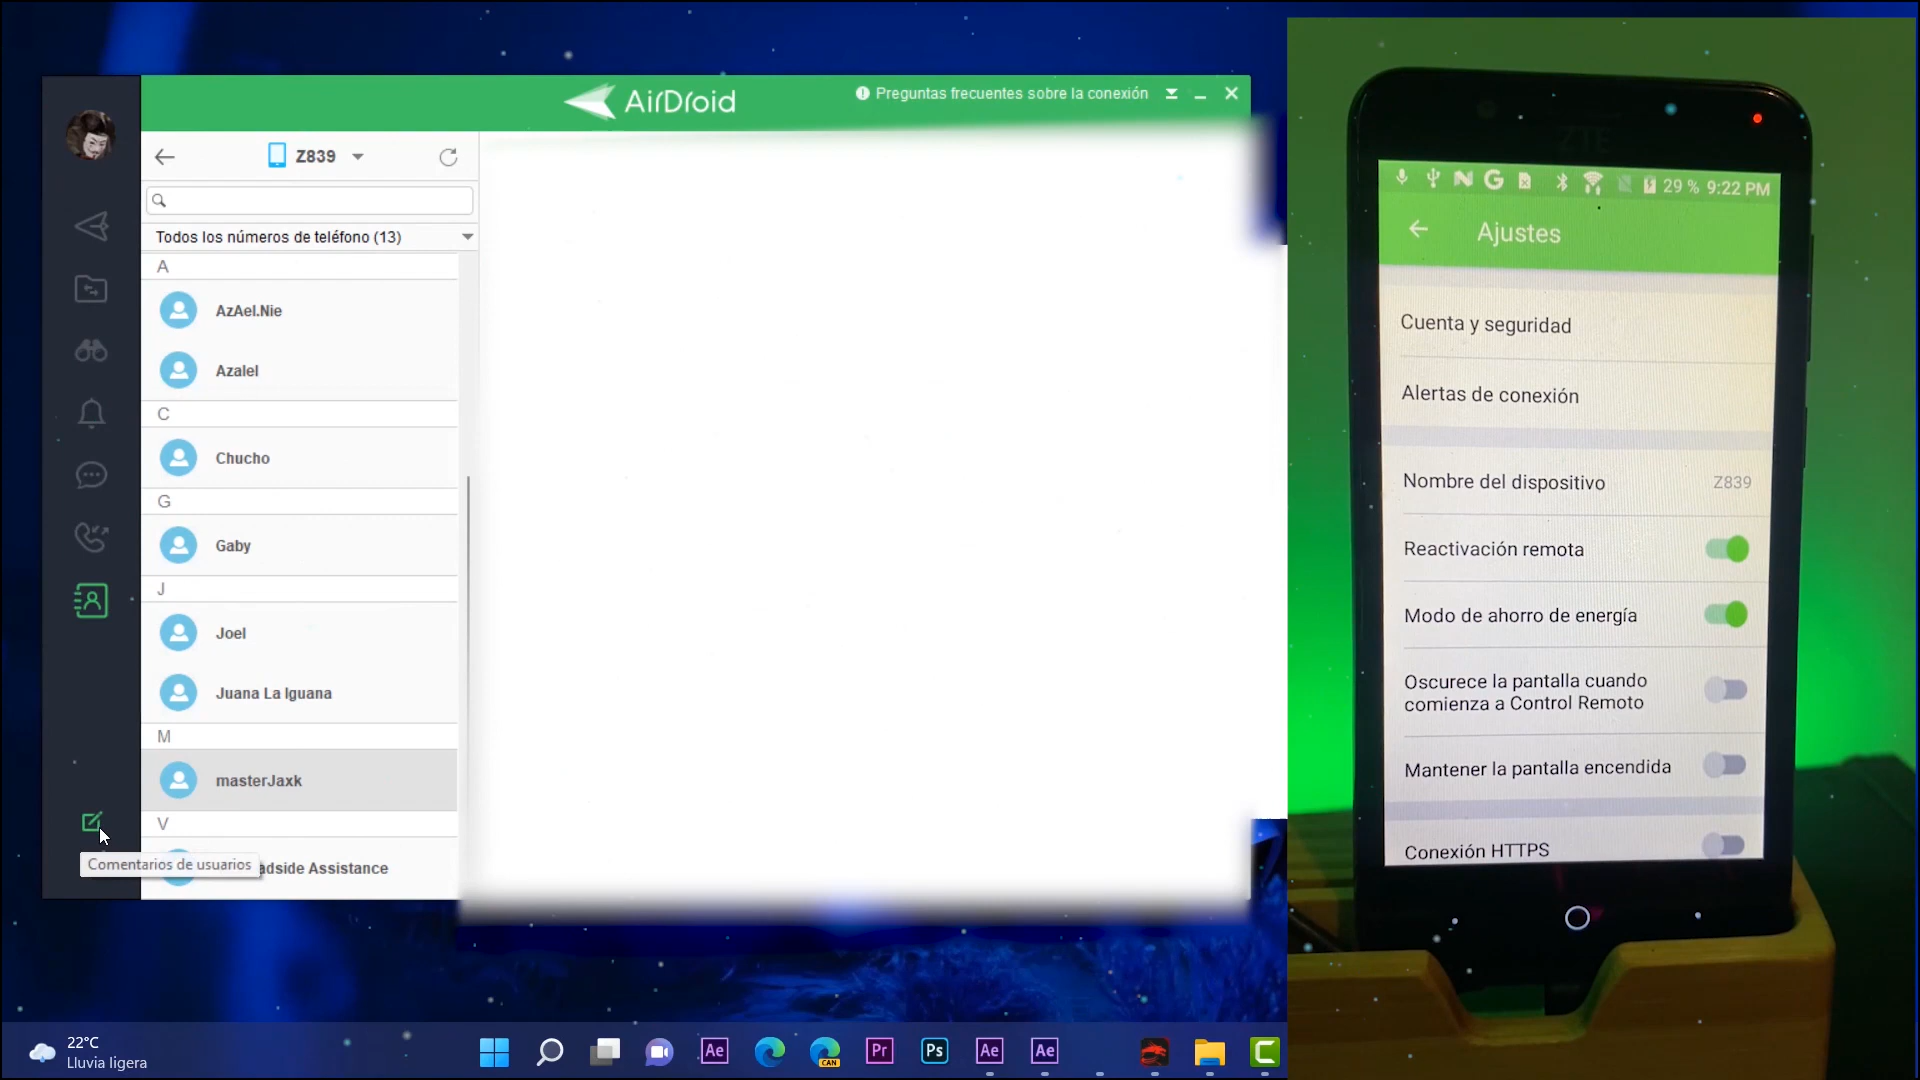 AirDroid
Preguntas frecuentes sobre la conexión
Z839
Todos los números de teléfono (13)
A
AzAel.Nie
Azalel
C
Chucho
G
Gaby
J
Joel
Juana La Iguana
M
masterJaxk
V
adside Assistance
Comentarios de usuarios
22°C
Lluvia ligera
Ae
CAN
Pr
Ps
Ae
Ae
ZTE
29 % 9:22 PM
Ajustes
Cuenta y seguridad
Alertas de conexión
Nombre del dispositivo Z839
Reactivación remota
Modo de ahorro de energía
Oscurece la pantalla cuando
comienza a Control Remoto
Mantener la pantalla encendida
Conexión HTTPS